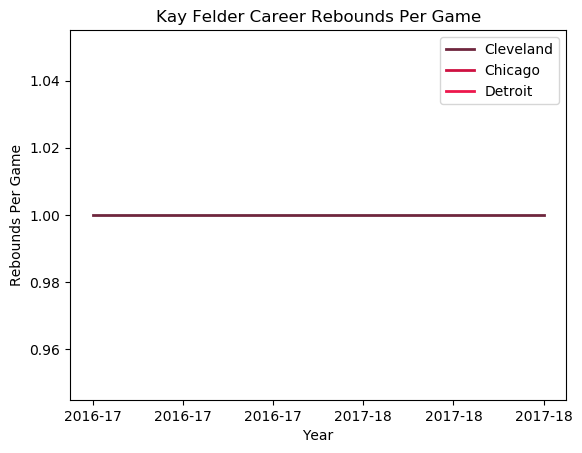 Kay Felder Career Rebounds Per Game
Cleveland
Chicago
Detroit
1.04
1.02
1.00
0.98
0.96
Rebounds Per Game
2016-17 2016-17 2016-17 2017-18 2017-18 2017-18
Year